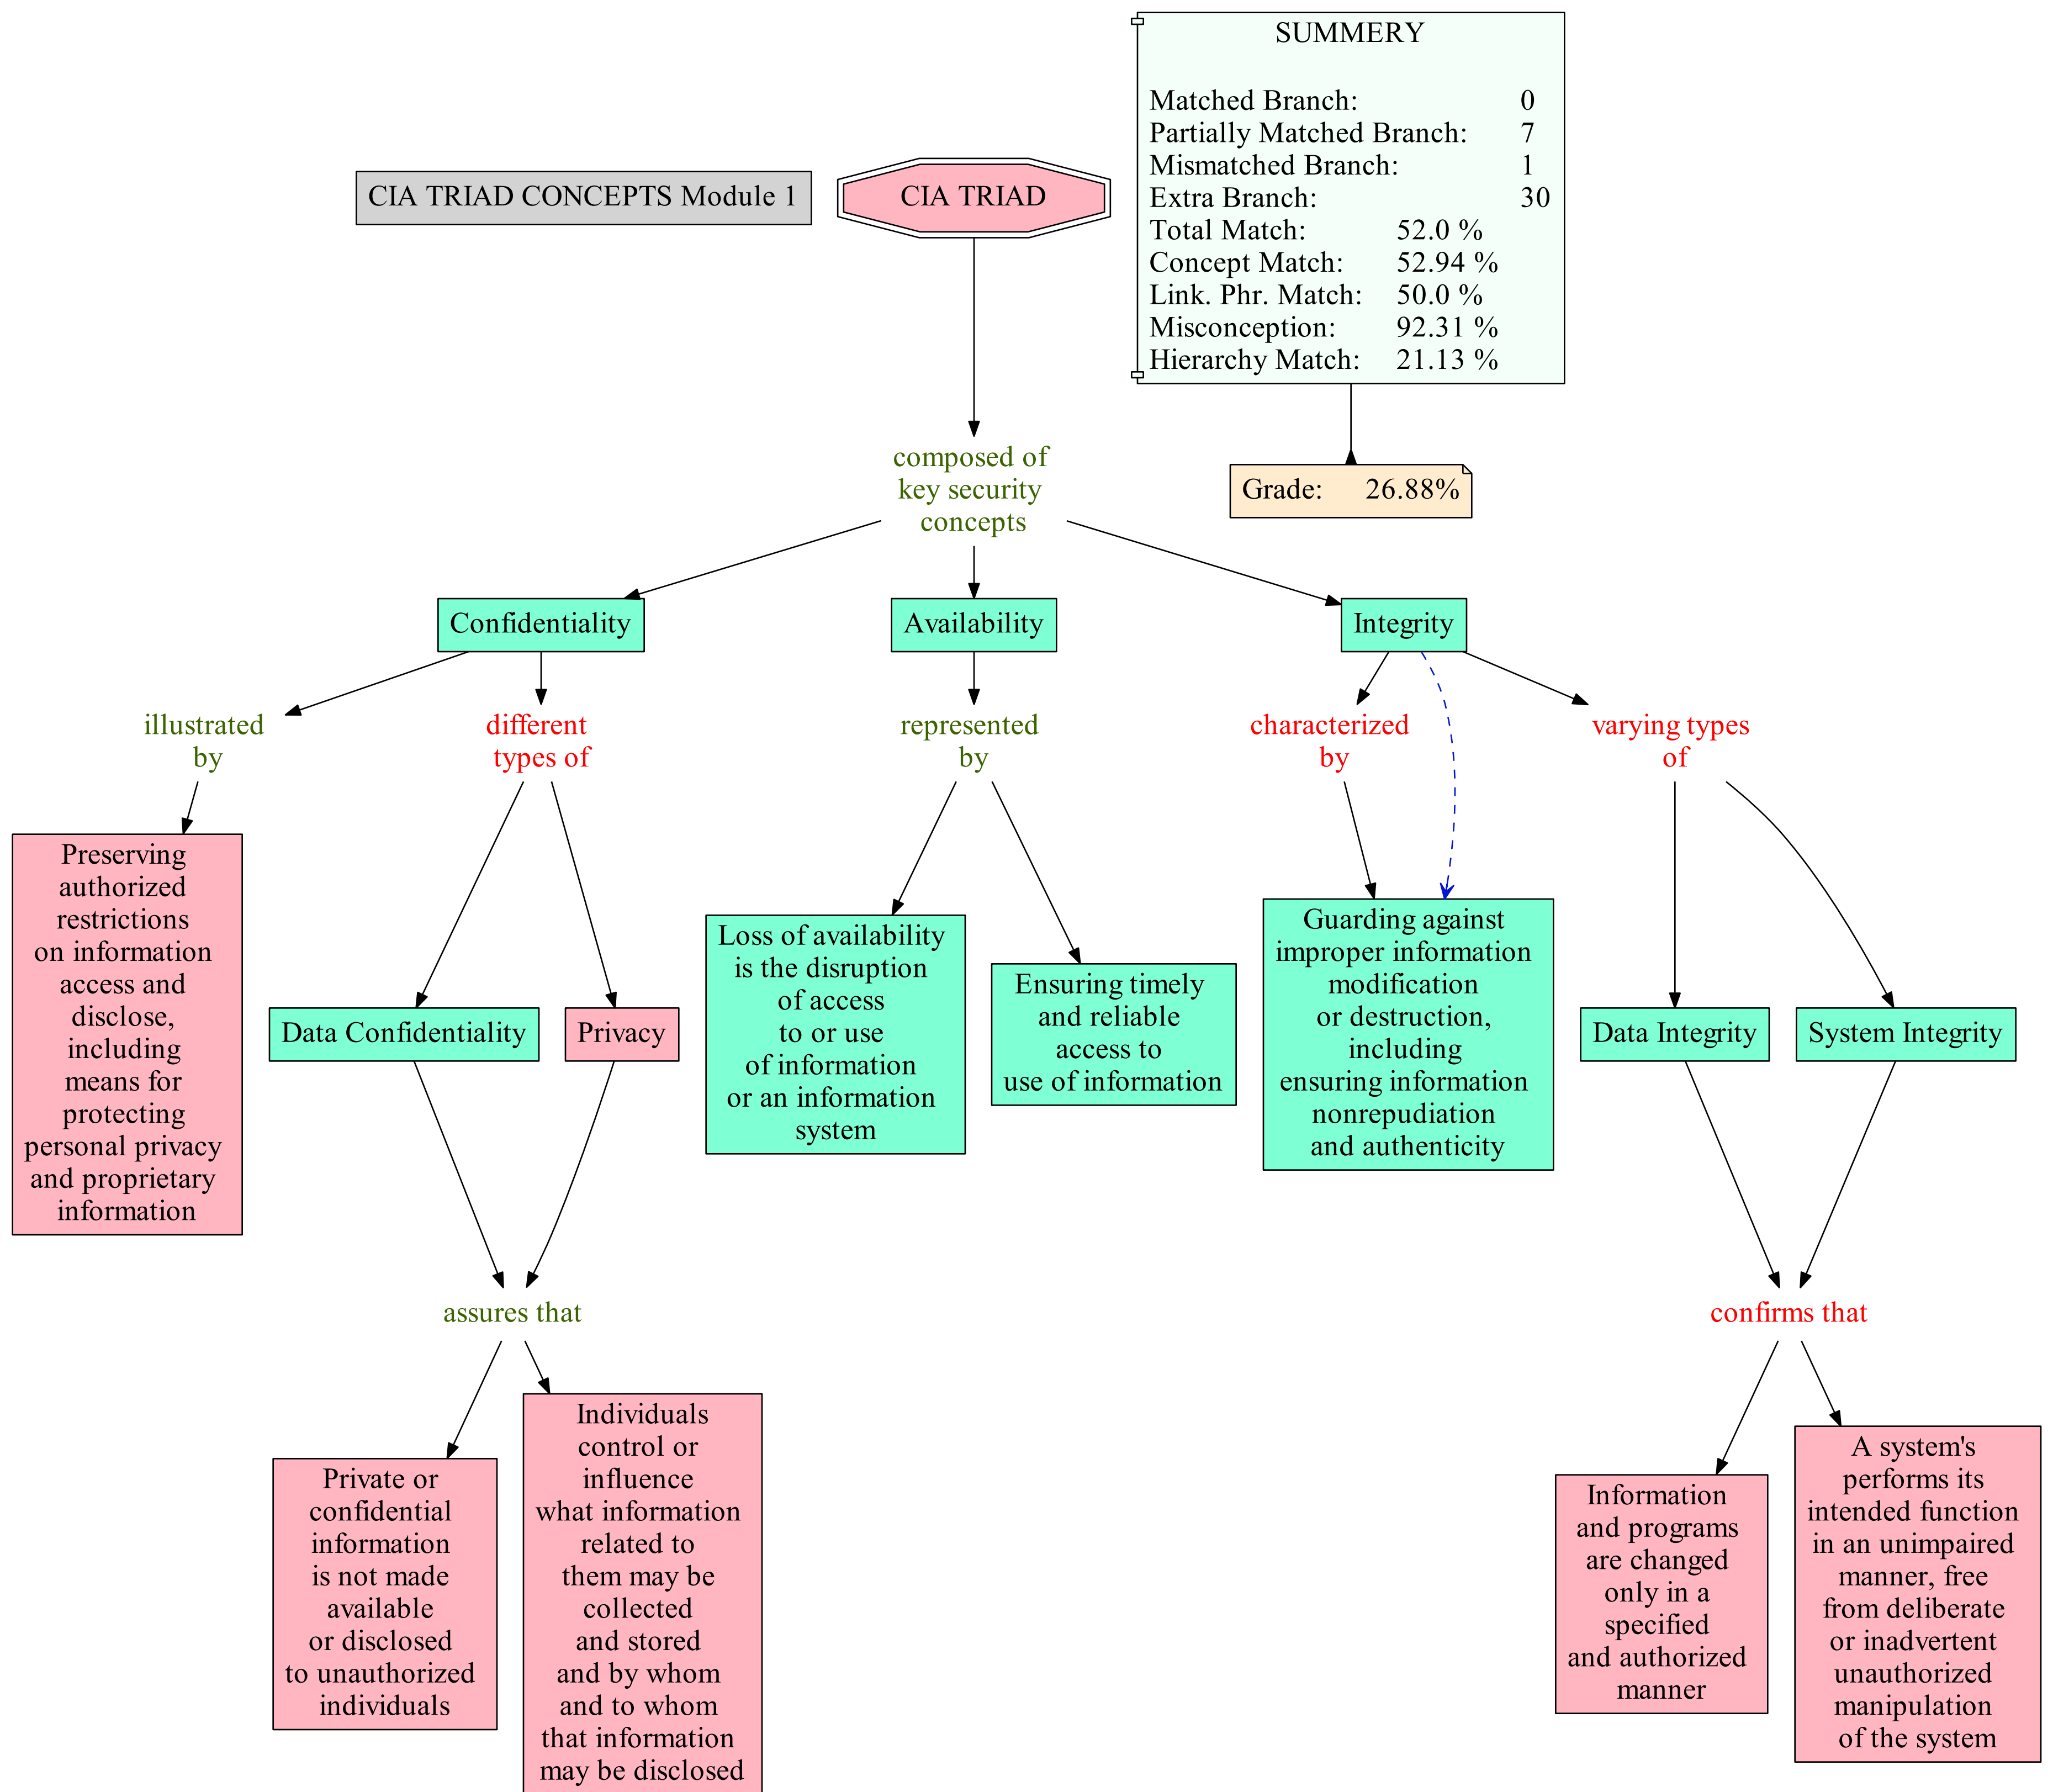 SUMMERY
Matched Branch: 0
Partially Matched Branch: 7
Mismatched Branch: 1
Extra Branch: 30
Total Match: 52.0 %
Concept Match: 52.94 %
Link. Phr. Match: 50.0 %
Misconception: 92.31 %
Hierarchy Match: 21.13 %
CIA TRIAD CONCEPTS Module 1
CIA TRIAD
Grade: 26.88%
composed of
key security
concepts
Confidentiality
Availability
Integrity
illustrated
by
different
types of
represented
by
characterized
by
varying types
of
Preserving
authorized
restrictions
on information
access and
disclose,
including
means for
protecting
personal privacy
and proprietary
information
Data Confidentiality
Privacy
Loss of availability
is the disruption
of access
to or use
of information
or an information
system
Ensuring timely
and reliable
access to
use of information
Guarding against
improper information
modification
or destruction,
including
ensuring information
nonrepudiation
and authenticity
Data Integrity
System Integrity
assures that
confirms that
Private or
confidential
information
is not made
available
or disclosed
to unauthorized
individuals
Individuals
control or
influence
what information
related to
them may be
collected
and stored
and by whom
and to whom
that information
may be disclosed
Information
and programs
are changed
only in a
specified
and authorized
manner
A system's
performs its
intended function
in an unimpaired
manner, free
from deliberate
or inadvertent
unauthorized
manipulation
of the system